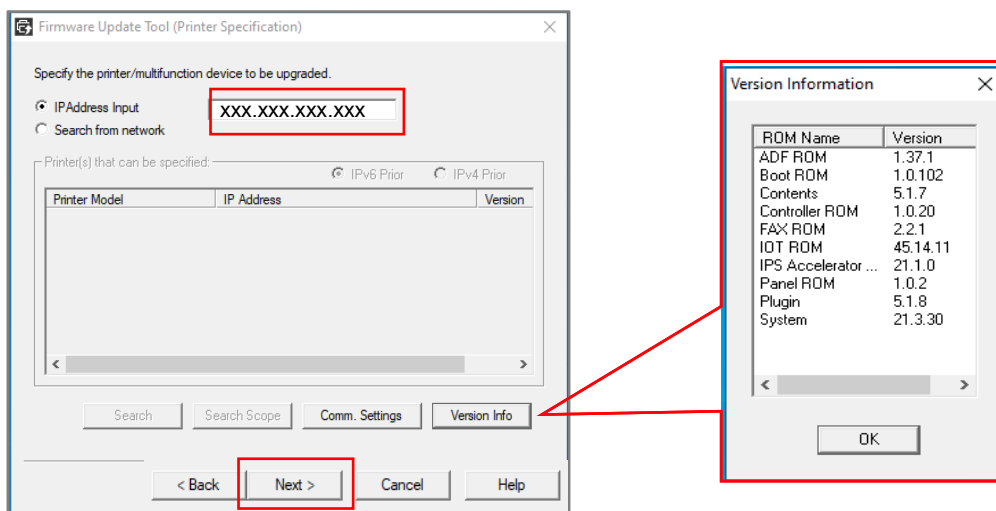 Firmware Update Tool (Printer Specification)
Specify the printer/multifunction device to be upgraded.
IPAddress Input XXX.XXX.XXX.XXX
Search from network
Printer(s) that can be specified: IPv6 Prior IPv4 Prior
Printer Model IP Address Version
Search Search Scope Comm. Settings Version Info
< Back Next > Cancel Help
Version Information
ROM Name Version
ADF ROM 1.37.1
Boot ROM 1.0.102
Contents 5.1.7
Controller ROM 1.0.20
FAX ROM 2.2.1
IOT ROM 45.14.11
IPS Accelerator ... 21.1.0
Panel ROM 1.0.2
Plugin 5.1.8
System 21.3.30
OK